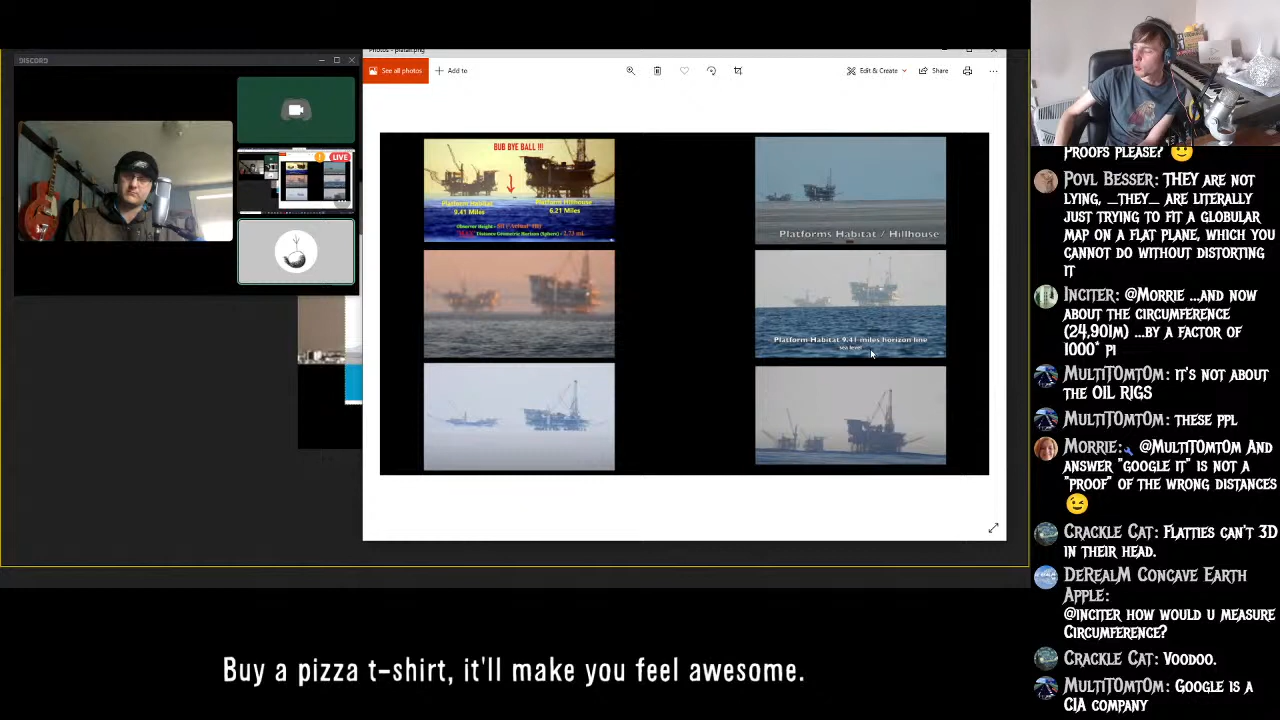 DISCORD
Photos - platall.png
See all photos
Add to
Edit & Create
Share
LIVE
BUB BYE BALL !!!
Platform Habitat
9.41 Miles
Platform Hillhouse
6.21 Miles
Platforms Habitat / Hillhouse
Platform Habitat 9.41 miles horizon line
sea level
PROOFS PLEASE? 🙂
Povl Besser: THEY are not
lying, _they_ are literally
just trying to fit a globular
map on a flat plane, which you
cannot do without distorting
it
Inciter: @Morrie ...and now
about the circumference
(24,901m) ...by a factor of
1000* pi
MultiTomTom: it's not about
the OIL RIGS
MultiTomTom: these ppl
Morrie: @MultiTomTom And
answer "google it" is not a
"proof" of the wrong distances
😉
Crackle Cat: Flatties can't 3D
in their head.
DeRealM Concave Earth
Apple:
@inciter how would u measure
Circumference?
Crackle Cat: Voodoo.
MultiTomTom: Google is a
CIA company
Buy a pizza t-shirt, it'll make you feel awesome.